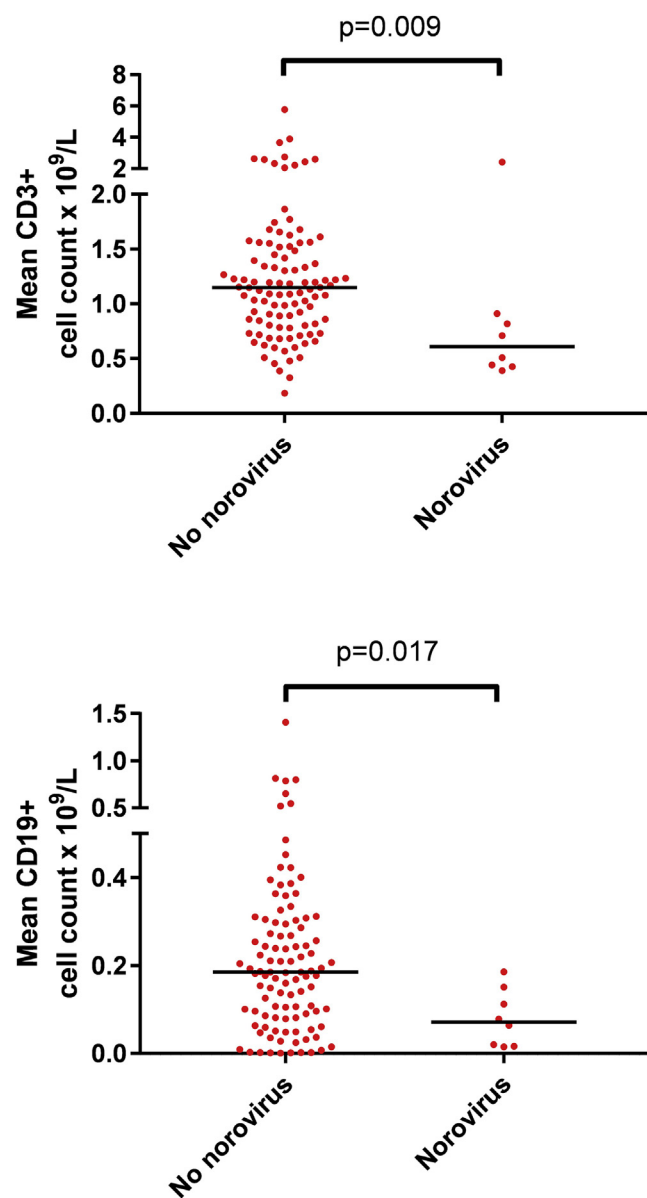 p=0.009
Mean CD3+
cell count x 10⁹/L
8
6
4
2
2.0
1.5
1.0
0.5
0.0
No norovirus
Norovirus
p=0.017
Mean CD19+
cell count x 10⁹/L
1.5
1.0
0.5
0.4
0.2
0.0
No norovirus
Norovirus